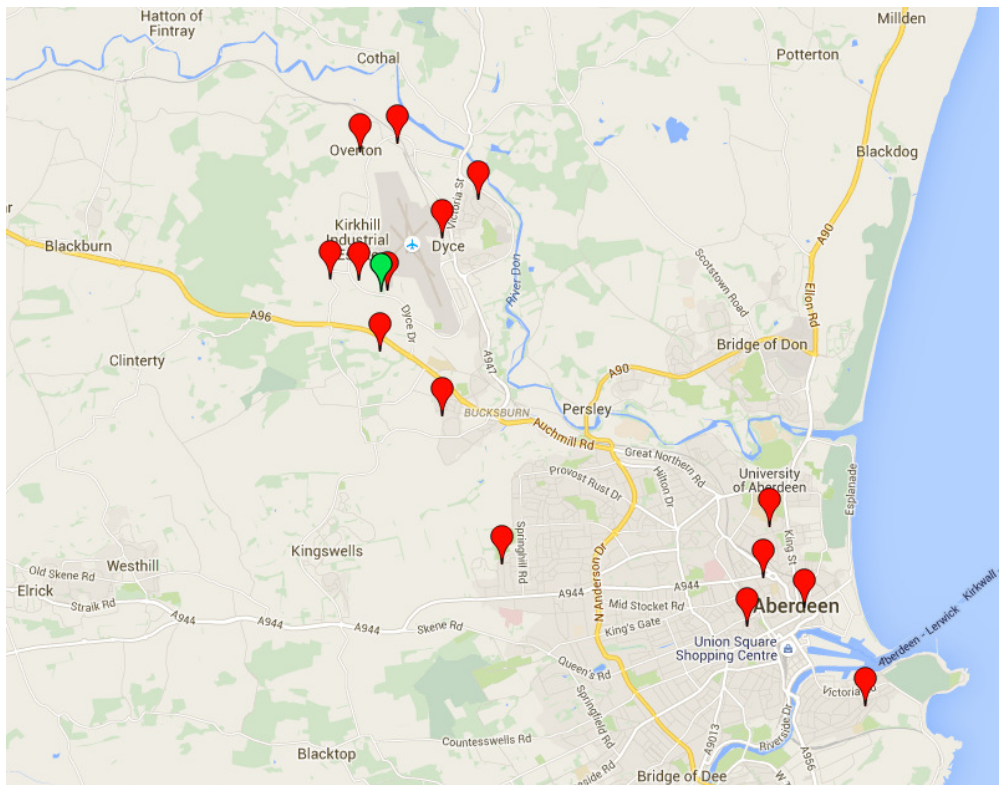 Hatton of
Fintray
Millden
Cothal
Potterton
Overton
Blackdog
Victoria St
Kirkhill
Industrial
Dyce
Blackburn
A90
Scotstown Road
River Don
Ellon Rd
A96
Dyce Dr
Bridge of Don
A947
Clinterty
A90
BUCKSBURN
Persley
Auchmill Rd
Great Northern Rd
Provost Rust Dr
Hilton Dr
University
of Aberdeen
Esplanade
King St
Springhill Rd
Kingswells
Westhill
Old Skene Rd
Elrick
N Anderson Dr
A944
A944
Straik Rd
Mid Stocket Rd
Aberdeen
A944
A944
Skene Rd
King's Gate
Aberdeen - Lerwick
Kirkwall -
Union Square
Shopping Centre
Queen's Rd
Victoria
Springfield Rd
Countesswells Rd
Riverside Dr
A9013
Blacktop
A956
Bridge of Dee
eside Rd
W T